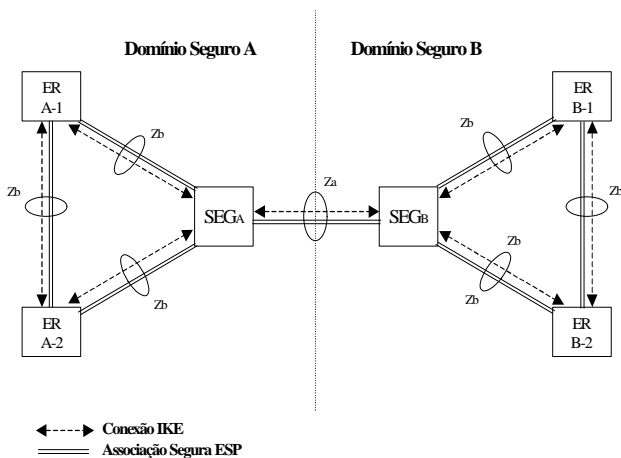 Domínio Seguro A
Domínio Seguro B
ER
A-1
ER
B-1
Zb
Zb
Za
Zb
Zb
SEGA
SEGB
Zb
Zb
ER
A-2
ER
B-2
Conexão IKE
Associação Segura ESP